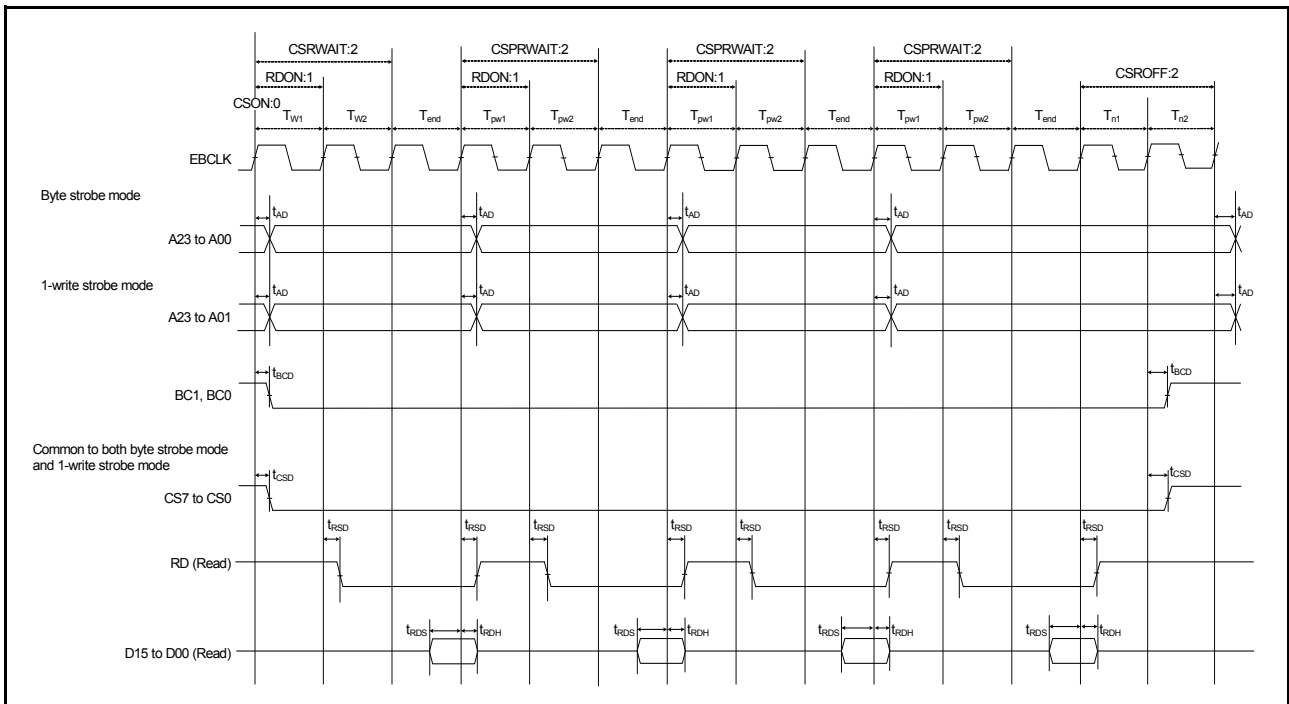 CSRWAIT:2 CSPRWAIT:2 CSPRWAIT:2 CSPRWAIT:2
RDON:1 RDON:1 RDON:1 RDON:1 CSROFF:2
CSON:0
TW1 TW2 Tend Tpw1 Tpw2 Tend Tpw1 Tpw2 Tend Tpw1 Tpw2 Tend Tn1 Tn2
EBCLK
Byte strobe mode
tAD tAD tAD tAD tAD
A23 to A00
1-write strobe mode
tAD tAD tAD tAD tAD
A23 to A01
tBCD tBCD
BC1, BC0
Common to both byte strobe mode
and 1-write strobe mode
tCSD tCSD
CS7 to CS0
tRSD tRSD tRSD tRSD tRSD tRSD tRSD tRSD
RD (Read)
tRDS tRDH tRDS tRDH tRDS tRDH tRDS tRDH
D15 to D00 (Read)